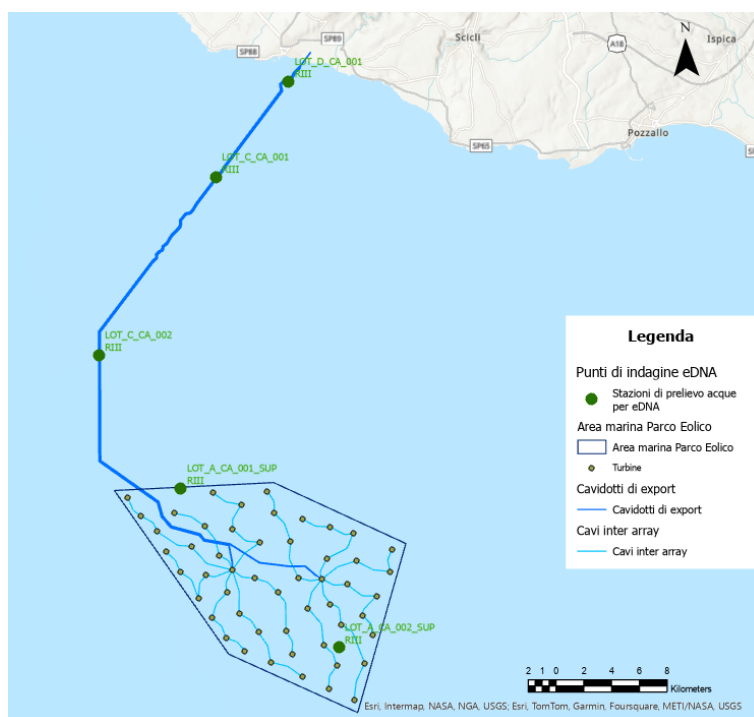 SP88
SP89
Scicli
A18
Ispica
N
LOT_D_CA_001
RIII
SP65
Pozzallo
LOT_C_CA_001
RIII
LOT_C_CA_002
RIII
LOT_A_CA_001_SUP
RIII
LOT_A_CA_002_SUP
RIII
Legenda
Punti di indagine eDNA
Stazioni di prelievo acque
per eDNA
Area marina Parco Eolico
Area marina Parco Eolico
Turbine
Cavidotti di export
Cavidotti di export
Cavi inter array
Cavi inter array
2 1 0 2 4 6 8
Kilometers
Esri, Intermap, NASA, NGA, USGS; Esri, TomTom, Garmin, Foursquare, METI/NASA, USGS